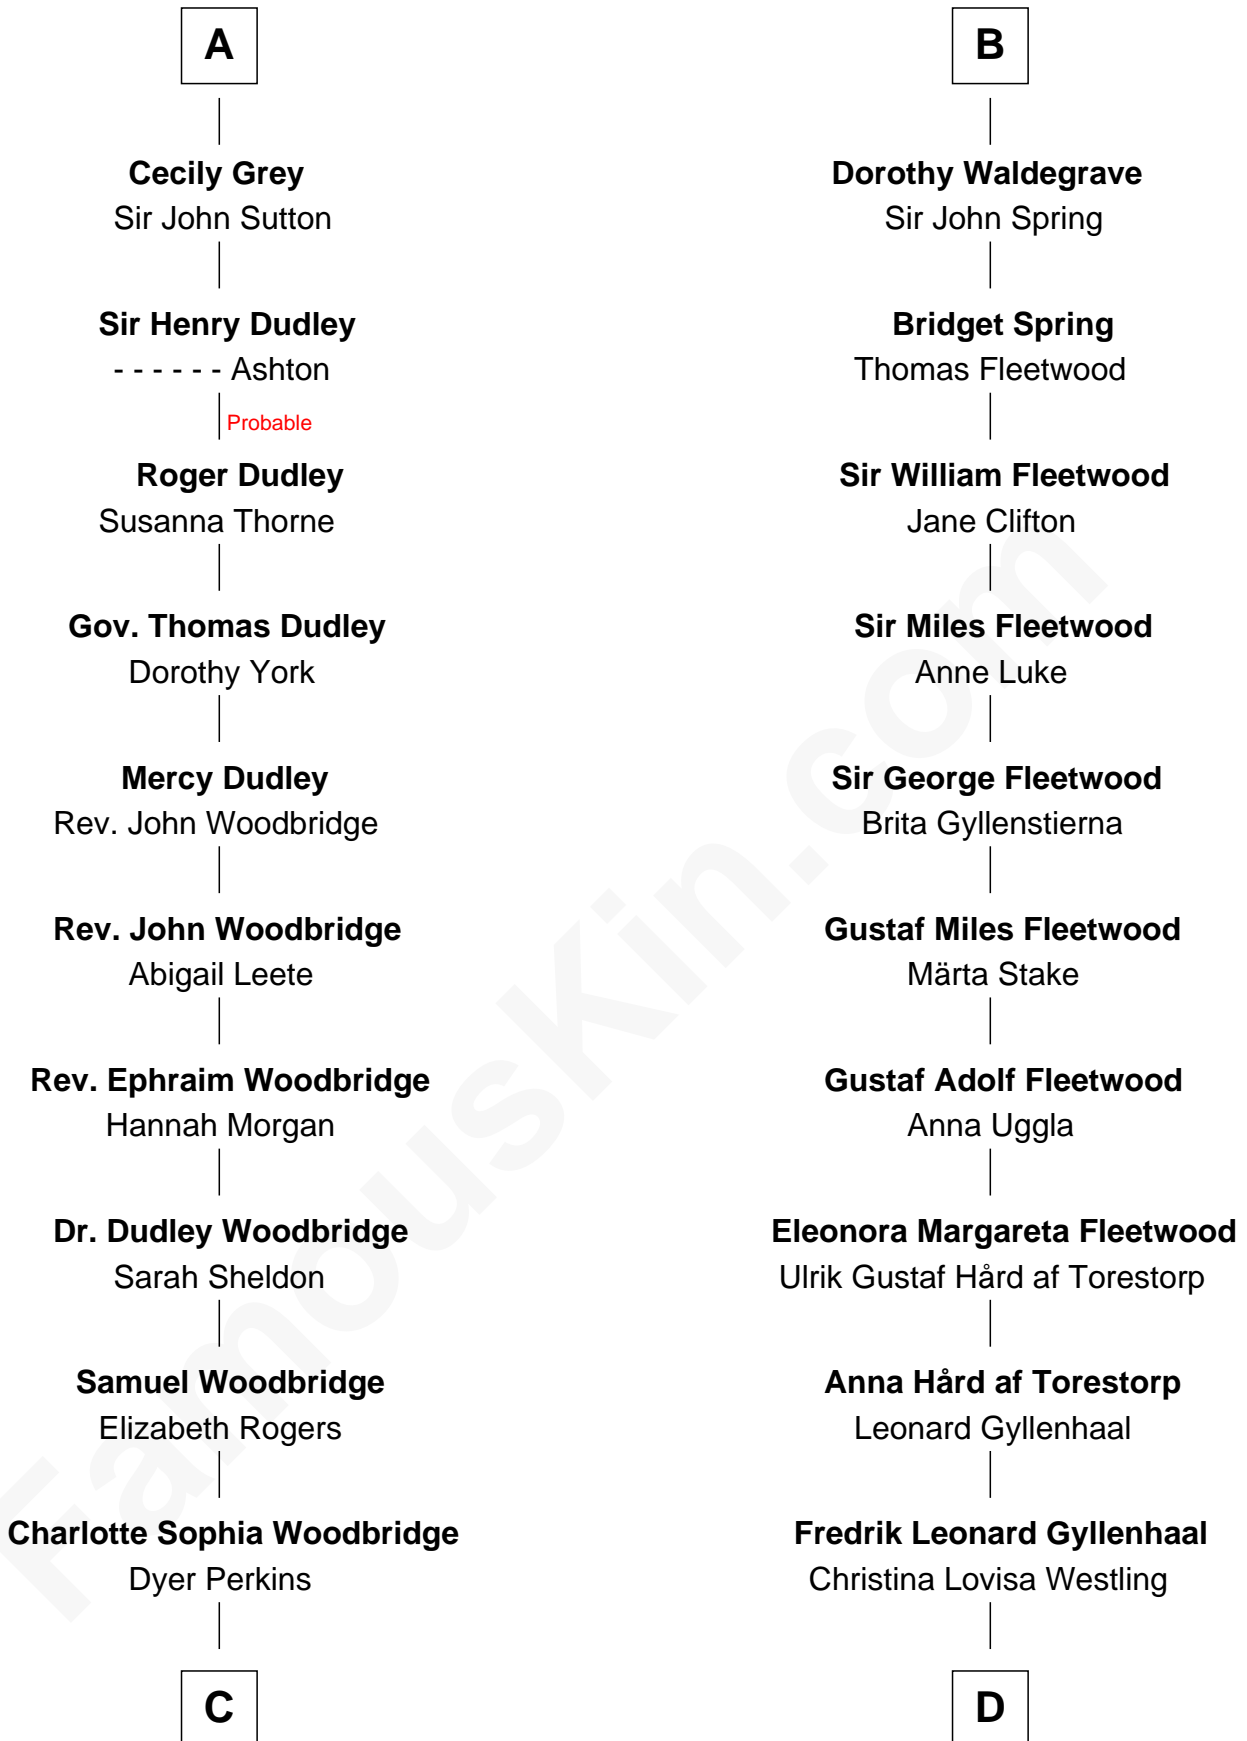 A
Cecily Grey
Sir John Sutton
Sir Henry Dudley
- - - - - - Ashton
Probable
Roger Dudley
Susanna Thorne
Gov. Thomas Dudley
Dorothy York
Mercy Dudley
Rev. John Woodbridge
Rev. John Woodbridge
Abigail Leete
Rev. Ephraim Woodbridge
Hannah Morgan
Dr. Dudley Woodbridge
Sarah Sheldon
Samuel Woodbridge
Elizabeth Rogers
Charlotte Sophia Woodbridge
Dyer Perkins
C
B
Dorothy Waldegrave
Sir John Spring
Bridget Spring
Thomas Fleetwood
Sir William Fleetwood
Jane Clifton
Sir Miles Fleetwood
Anne Luke
Sir George Fleetwood
Brita Gyllenstierna
Gustaf Miles Fleetwood
Märta Stake
Gustaf Adolf Fleetwood
Anna Uggla
Eleonora Margareta Fleetwood
Ulrik Gustaf Hård af Torestorp
Anna Hård af Torestorp
Leonard Gyllenhaal
Fredrik Leonard Gyllenhaal
Christina Lovisa Westling
D
FamousKin.com